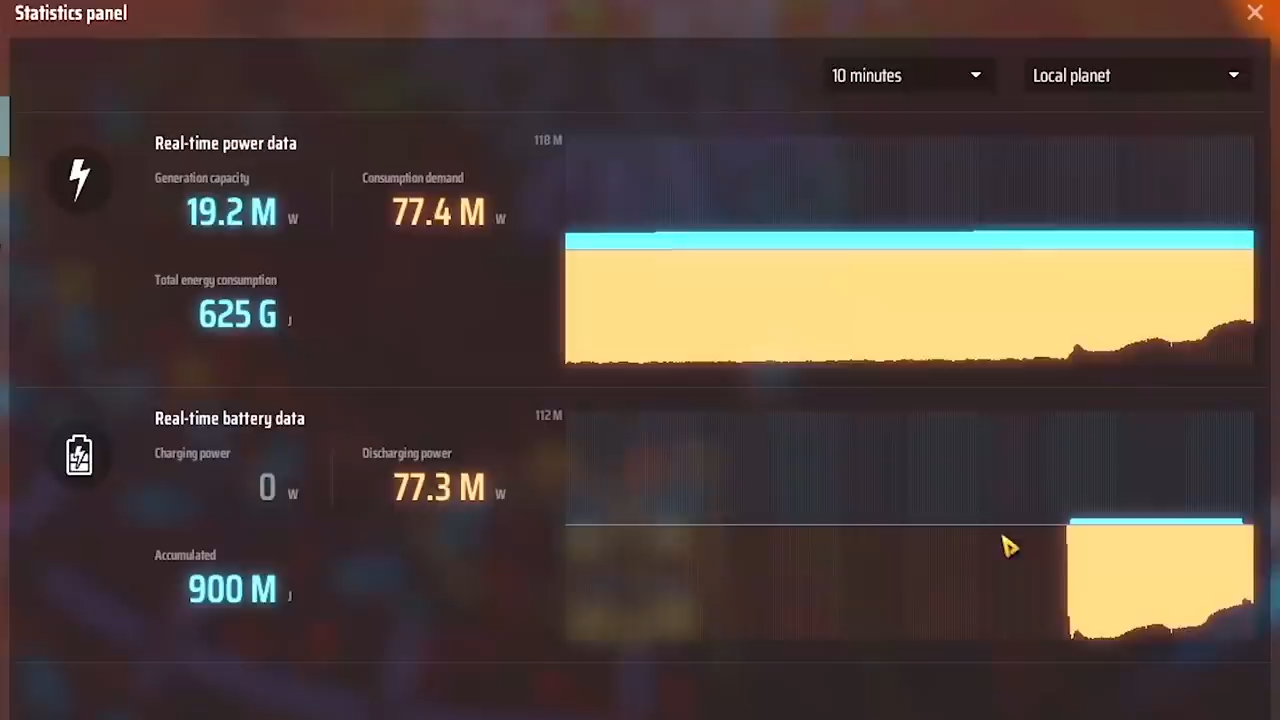 Statistics panel
10 minutes
Local planet
Real-time power data
118 M
Generation capacity
Consumption demand
19.2 M W
77.4 M W
Total energy consumption
625 G J
Real-time battery data
112 M
Charging power
Discharging power
0 W
77.3 M W
Accumulated
900 M J